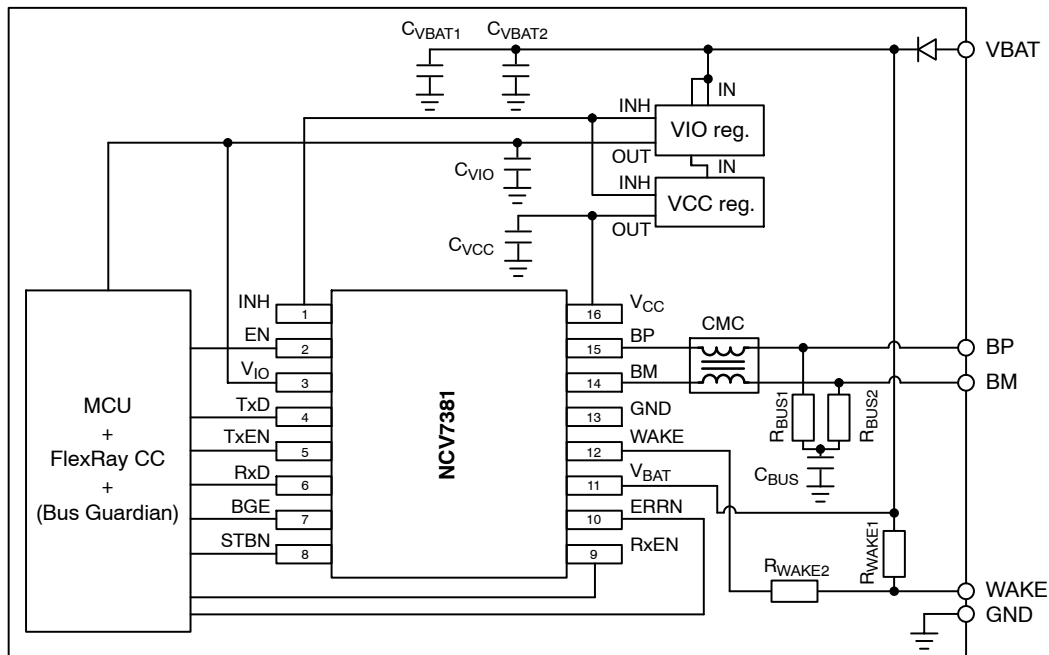 CVBAT1 CVBAT2
VBAT
IN
INH
VIO reg.
OUT
CVIO
IN
INH
VCC reg.
OUT
CVCC
INH
1
16
VCC
EN
2
15
BP
CMC
BP
VIO
3
14
BM
BM
TxD
4
13
GND
TxEN
5
12
WAKE
RxD
6
11
VBAT
BGE
7
10
ERRN
STBN
8
9
RxEN
NCV7381
MCU
+
FlexRay CC
+
(Bus Guardian)
RBUS1
RBUS2
CBUS
RWAKE1
RWAKE2
WAKE
GND